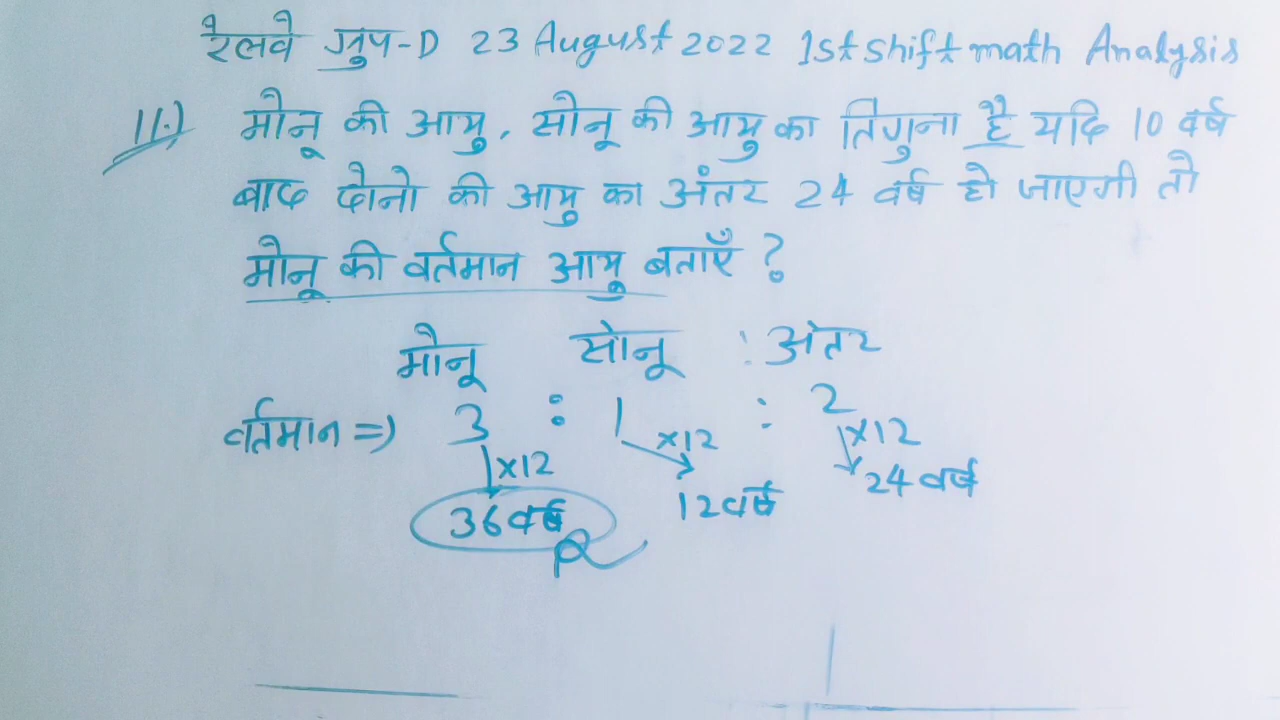 रेलवे ग्रुप-D 23 August 2022 1st shift math Analysis
11.) मोनू की आयु, सोनू की आयु का तिगुना है यदि 10 वर्ष
बाद दोनो की आयु का अंतर 24 वर्ष हो जाएगी तो
मोनू की वर्तमान आयु बताएँ ?
मोनू सोनू : अंतर
वर्तमान => 3 : 1 : 2
×12 ×12 ×12
36 वर्ष 12 वर्ष 24 वर्ष